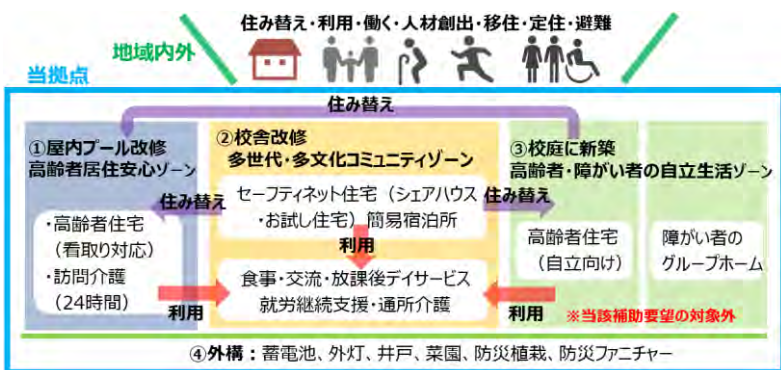 住み替え・利用・働く・人材創出・移住・定住・避難
地域内外
当拠点
住み替え
①屋内プール改修
高齢者居住安心ゾーン
②校舎改修
多世代・多文化コミュニティゾーン
③校庭に新築
高齢者・障がい者の自立生活ゾーン
住み替え
セーフティネット住宅（シェアハウス
・お試し住宅）簡易宿泊所
住み替え
利用
・高齢者住宅
（看取り対応）
・訪問介護
（24時間）
食事・交流・放課後デイサービス
就労継続支援・通所介護
高齢者住宅
（自立向け）
障がい者の
グループホーム
利用
利用
※当該補助要望の対象外
④外構：蓄電池、外灯、井戸、菜園、防災植栽、防災ファニチャー